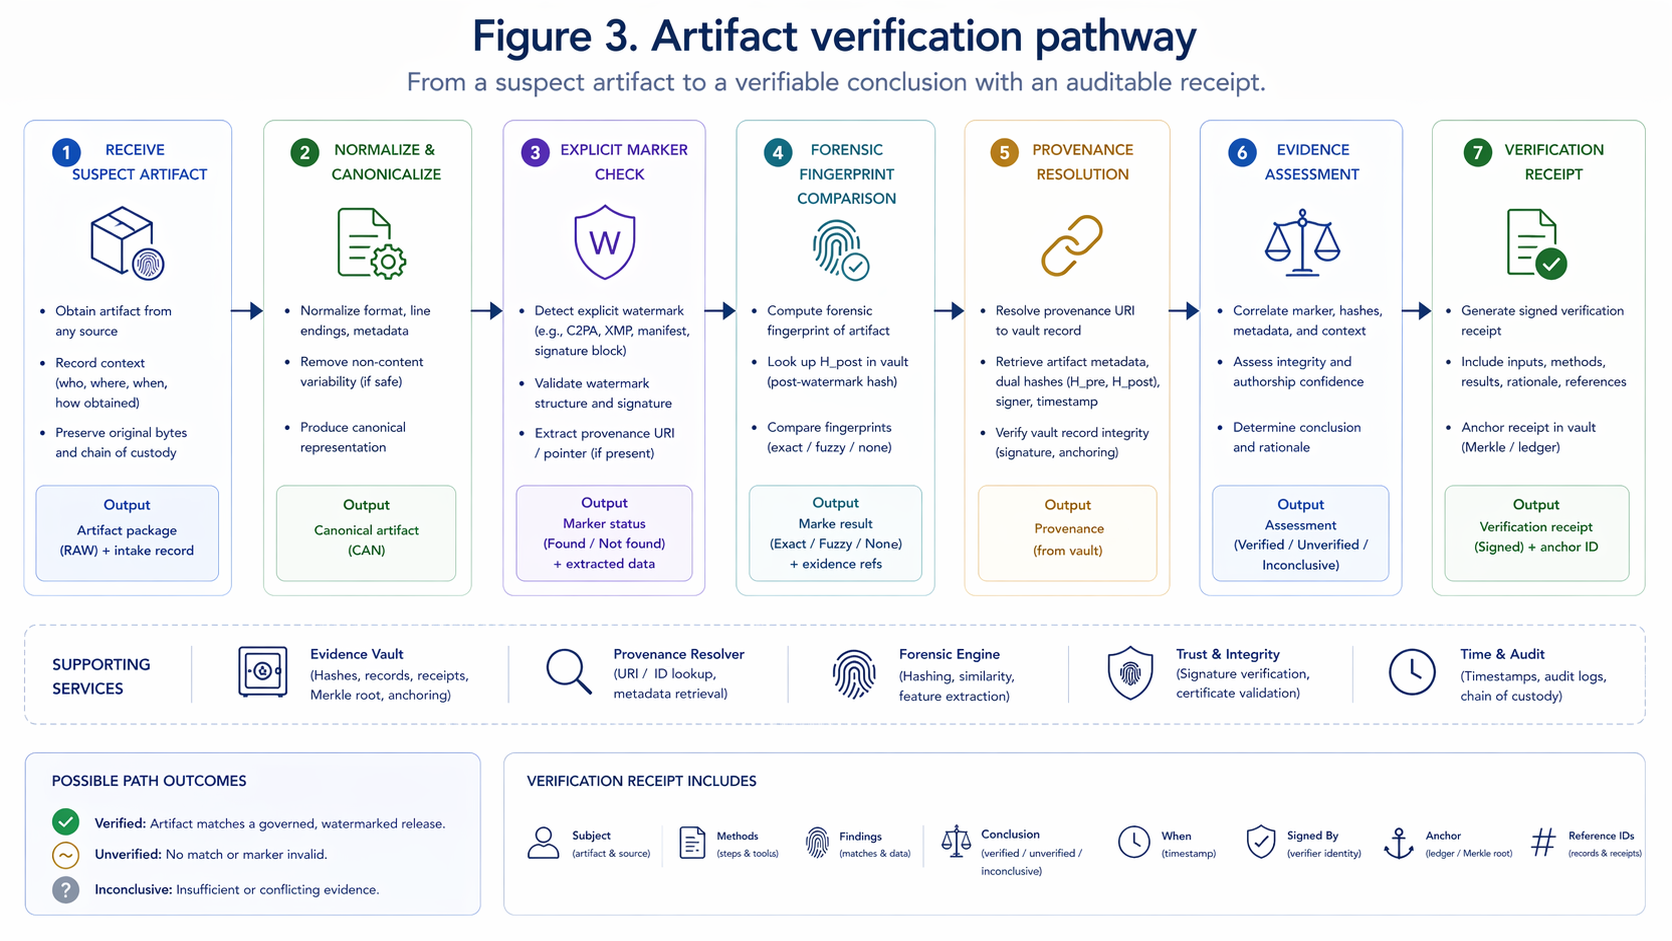 Figure 3. Artifact verification pathway
From a suspect artifact to a verifiable conclusion with an auditable receipt.
1
RECEIVE
SUSPECT ARTIFACT
• Obtain artifact from
any source
• Record context
(who, where, when,
how obtained)
• Preserve original bytes
and chain of custody
Output
Artifact package
(RAW) + intake record
2
NORMALIZE &
CANONICALIZE
• Normalize format, line
endings, metadata
• Remove non-content
variability (if safe)
• Produce canonical
representation
Output
Canonical artifact
(CAN)
3
EXPLICIT MARKER
CHECK
W
• Detect explicit watermark
(e.g., C2PA, XMP, manifest,
signature block)
• Validate watermark
structure and signature
• Extract provenance URI
/ pointer (if present)
Output
Marker status
(Found / Not found)
+ extracted data
4
FORENSIC
FINGERPRINT
COMPARISON
• Compute forensic
fingerprint of artifact
• Look up H_post in vault
(post-watermark hash)
• Compare fingerprints
(exact / fuzzy / none)
Output
Marke result
(Exact / Fuzzy / None)
+ exidence refs
5
PROVENANCE
RESOLUTION
• Resolve provenance URI
to vault record
• Retrieve artifact metadata,
dual hashes (H_pre, H_post),
signer, timestamp
• Verify vault record integrity
(signature, anchoring)
Output
Provenance
(from vault)
6
EVIDENCE
ASSESSMENT
• Correlate marker, hashes,
metadata, and context
• Assess integrity and
authorship confidence
• Determine conclusion
and rationale
Output
Assessment
(Verified / Unverified /
Inconclusive)
7
VERIFICATION
RECEIPT
• Generate signed verification
receipt
• Include inputs, methods,
results, rationale, references
• Anchor receipt in vault
(Merkle / ledger)
Output
Verification receipt
(Signed) + anchor ID
SUPPORTING
SERVICES
Evidence Vault
(Hashes, records, receipts,
Merkle root, anchoring)
Provenance Resolver
(URI / ID lookup,
metadata retrieval)
Forensic Engine
(Hashing, similarity,
feature extraction)
Trust & Integrity
(Signature verification,
certificate validation)
Time & Audit
(Timestamps, audit logs,
chain of custody)
POSSIBLE PATH OUTCOMES
Verified: Artifact matches a governed, watermarked release.
~
Unverified: No match or marker invalid.
?
Inconclusive: Insufficient or conflicting evidence.
VERIFICATION RECEIPT INCLUDES
Subject
(artifact & source)
Methods
(steps & tools)
Findings
(matches & data)
Conclusion
(verified / unverified /
inconclusive)
When
(timestamp)
Signed By
(verifier identity)
Anchor
(ledger / Merkle root)
#
Reference IDs
(records & receipts)